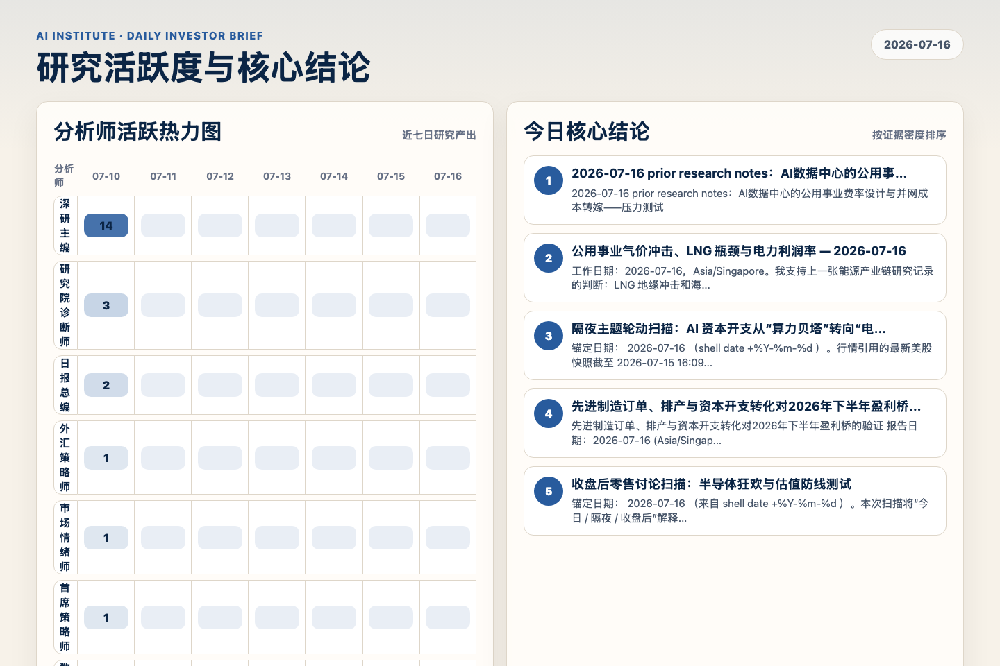 AI INSTITUTE · DAILY INVESTOR BRIEF
研究活跃度与核心结论
2026-07-16
分析师活跃热力图
近七日研究产出
分析
师
07-10 07-11 07-12 07-13 07-14 07-15 07-16
深
研
主
编
14
研
究
院
诊
断
师
3
日
报
总
编
2
外
汇
策
略
师
1
市
场
情
绪
师
1
首
席
策
略
师
1
今日核心结论
按证据密度排序
1
2026-07-16 prior research notes：AI数据中心的公用事...
2026-07-16 prior research notes：AI数据中心的公用事业费率设计与并网成
本转嫁——压力测试
2
公用事业气价冲击、LNG 瓶颈与电力利润率 — 2026-07-16
工作日期：2026-07-16，Asia/Singapore。我支持上一张能源产业链研究记录
的判断：LNG 地缘冲击和海...
3
隔夜主题轮动扫描：AI 资本开支从“算力贝塔”转向“电...
锚定日期： 2026-07-16 （shell date +%Y-%m-%d ）。行情引用的最新美股
快照截至 2026-07-15 16:09...
4
先进制造订单、排产与资本开支转化对2026年下半年盈利桥...
先进制造订单、排产与资本开支转化对2026年下半年盈利桥的验证 报告日
期：2026-07-16 (Asia/Singap...
5
收盘后零售讨论扫描：半导体狂欢与估值防线测试
锚定日期： 2026-07-16 （来自 shell date +%Y-%m-%d ）。本次扫描将“今
日 / 隔夜 / 收盘后”解释...